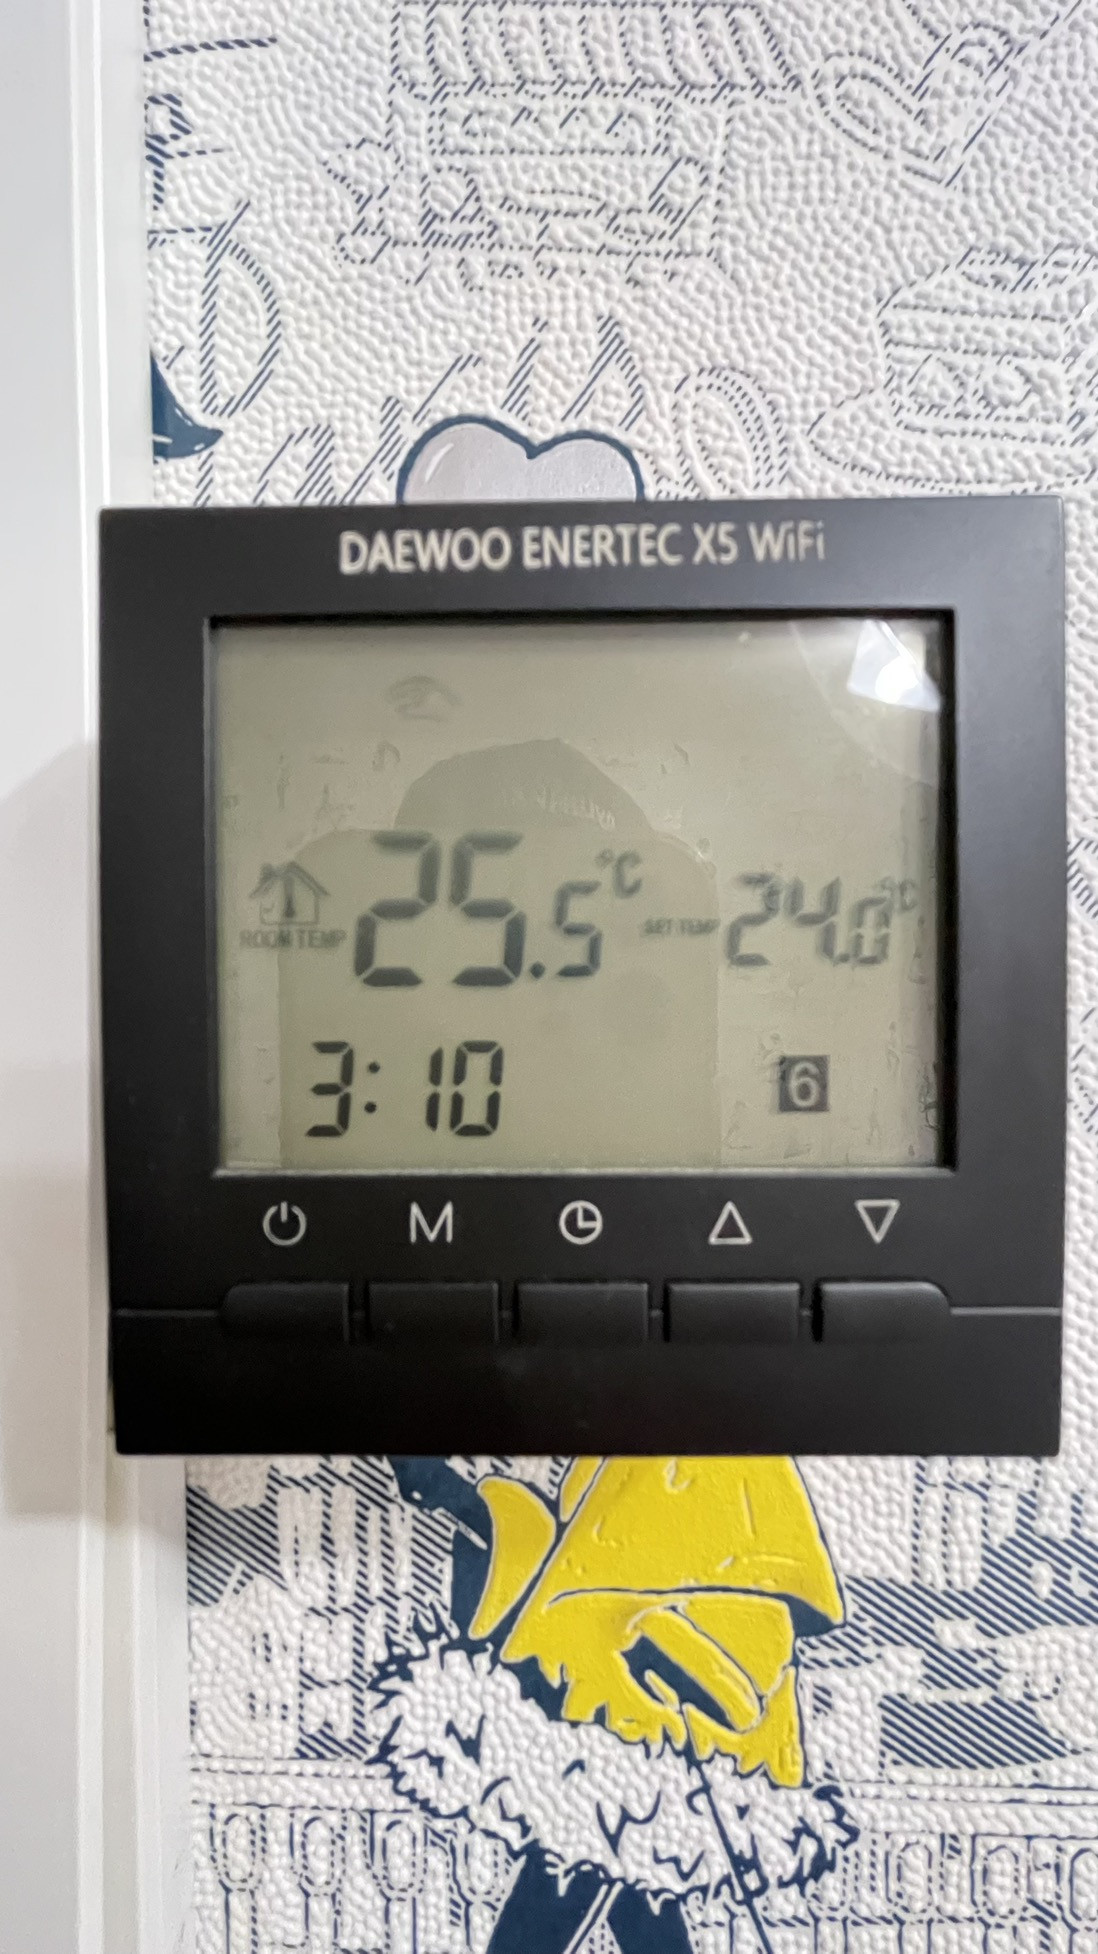 DAEWOO ENERTEC X5 WiFi
ROOM TEMP 25.5°C SET TEMP 24.0°C
3:10 6
M